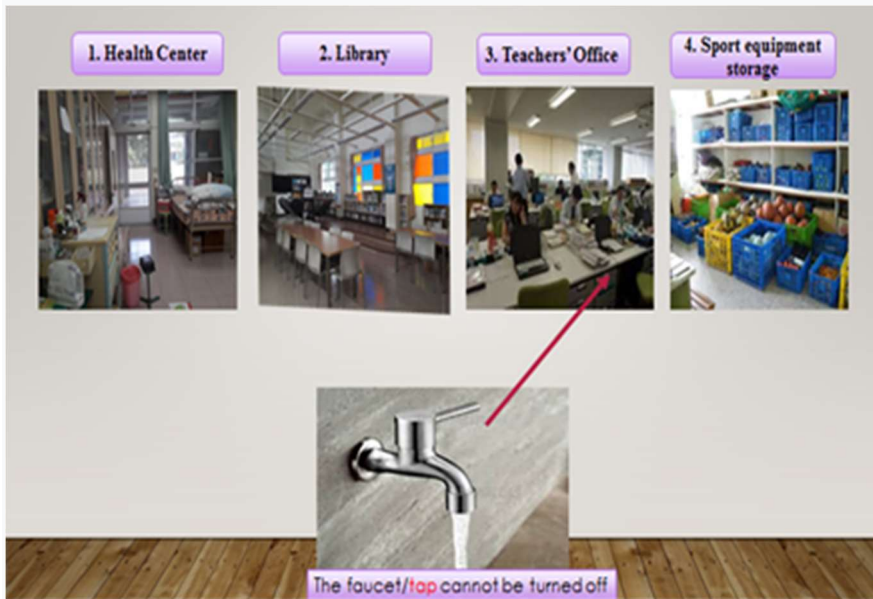 1. Health Center
2. Library
3. Teachers' Office
4. Sport equipment
storage
The faucet/tap cannot be turned off